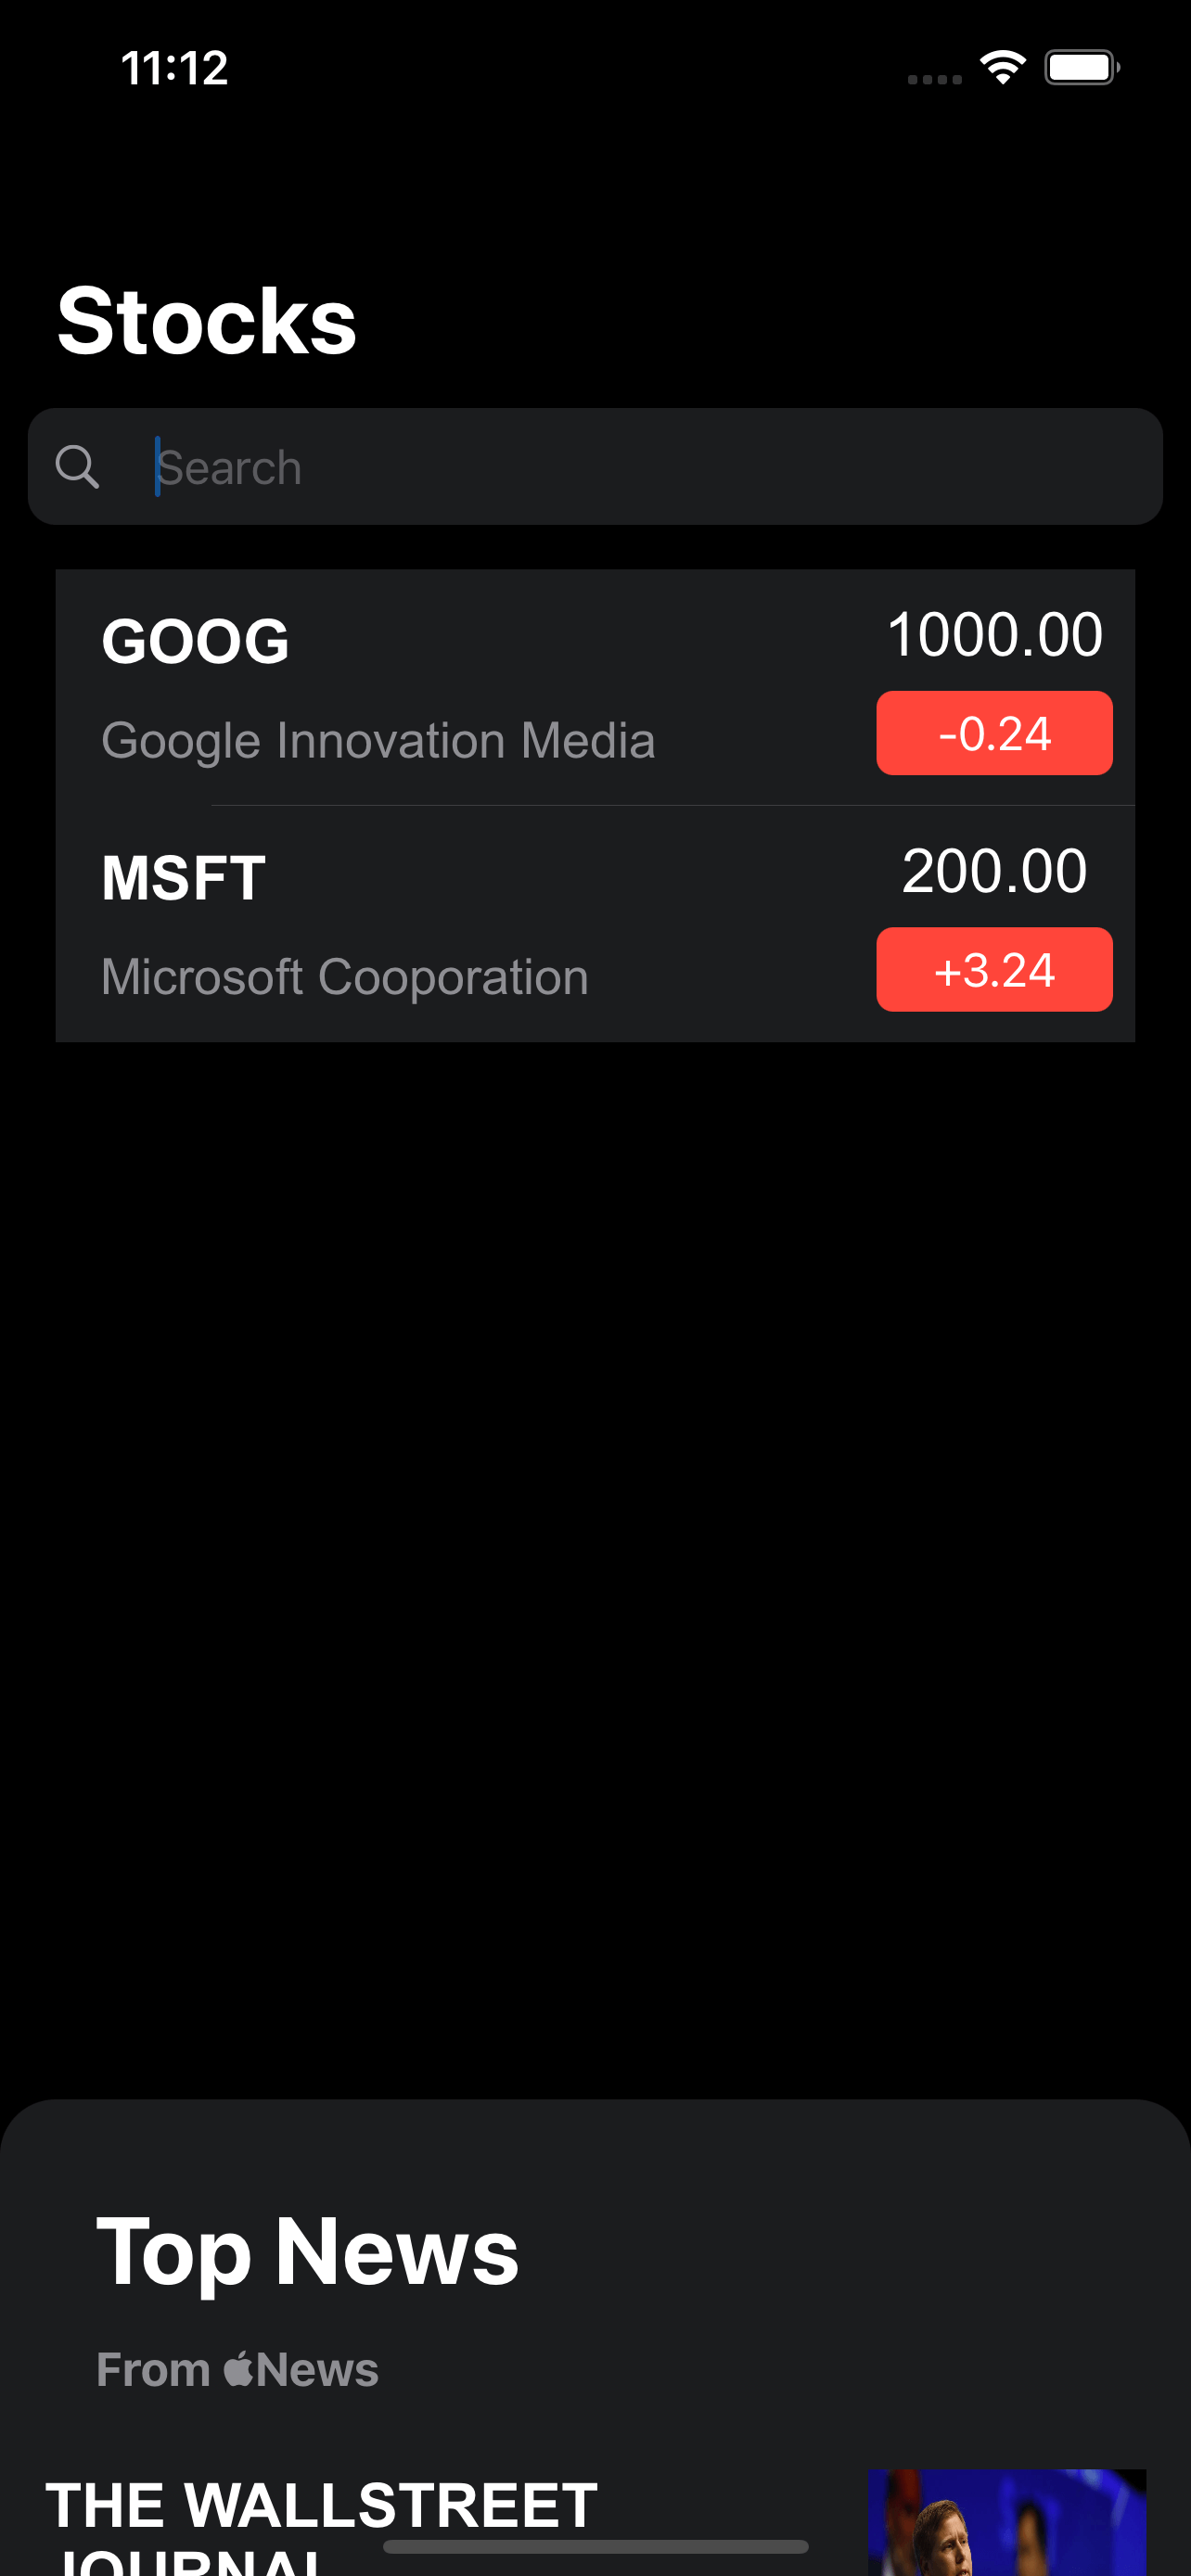 11:12
Stocks
Search
GOOG
1000.00
Google Innovation Media
-0.24
MSFT
200.00
Microsoft Cooporation
+3.24
Top News
From News
THE WALLSTREET
JOURNAL